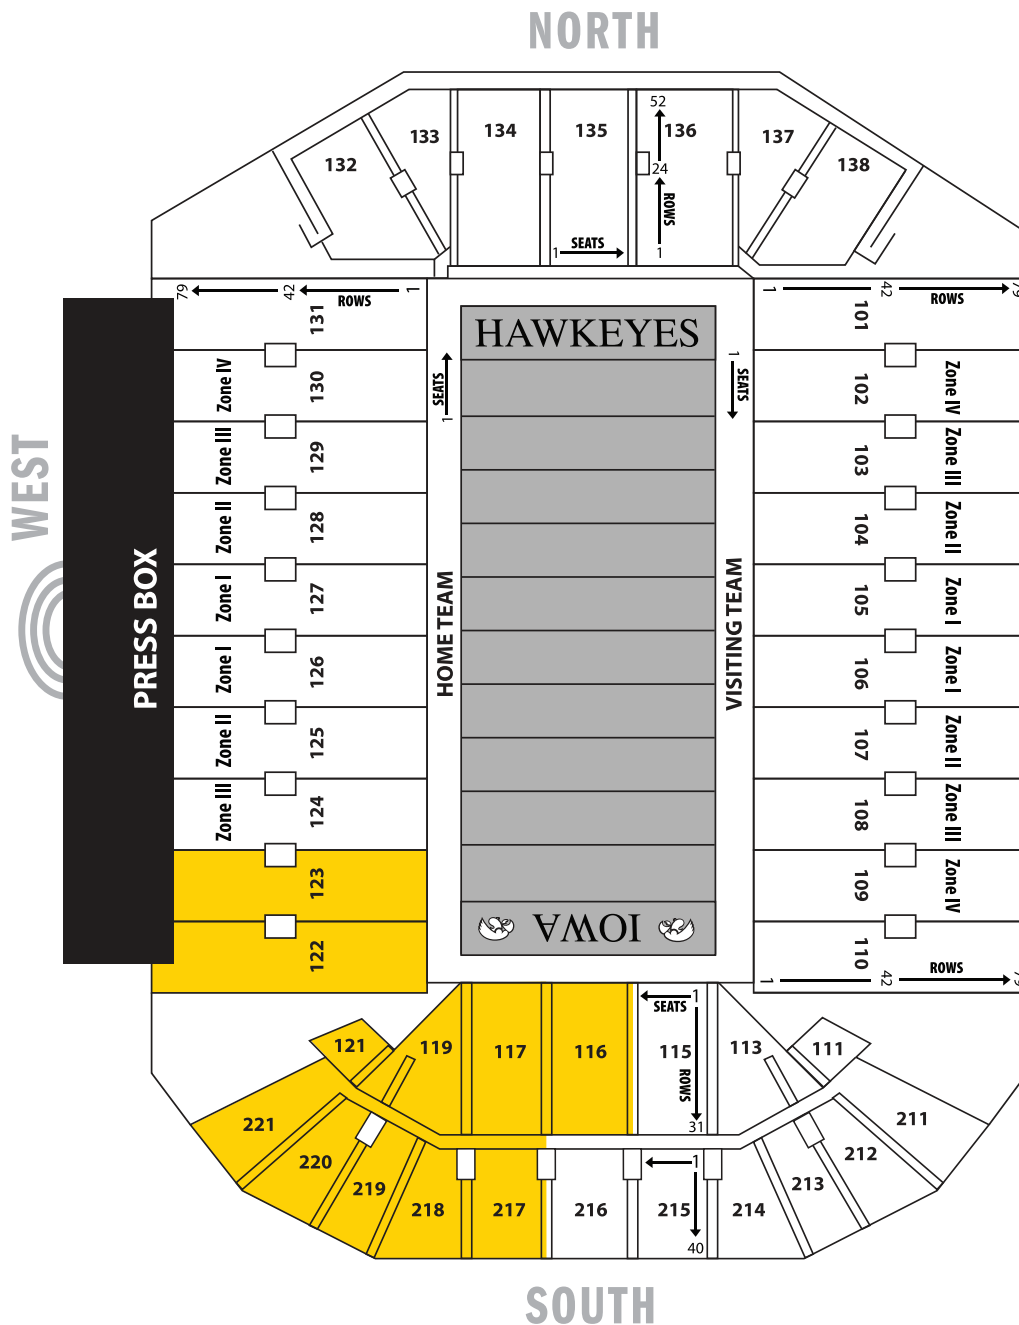 NORTH
132
133
134
135
136
137
138
52
24
ROWS
1
1 SEATS
79 42 ROWS 1
1 42 ROWS 79
131
Zone IV 130
Zone III 129
Zone II 128
Zone I 127
Zone I 126
Zone II 125
Zone III 124
123
122
WEST
PRESS BOX
HOME TEAM
SEATS
1
HAWKEYES
IOWA
1
SEATS
VISITING TEAM
101
102 Zone IV
103 Zone III
104 Zone II
105 Zone I
106 Zone I
107 Zone II
108 Zone III
109 Zone IV
110
1 42 ROWS 79
121
119
117
116
1
SEATS
115
ROWS
31
113
111
221
220
219
218
217
216
1
215
40
214
213
212
211
SOUTH